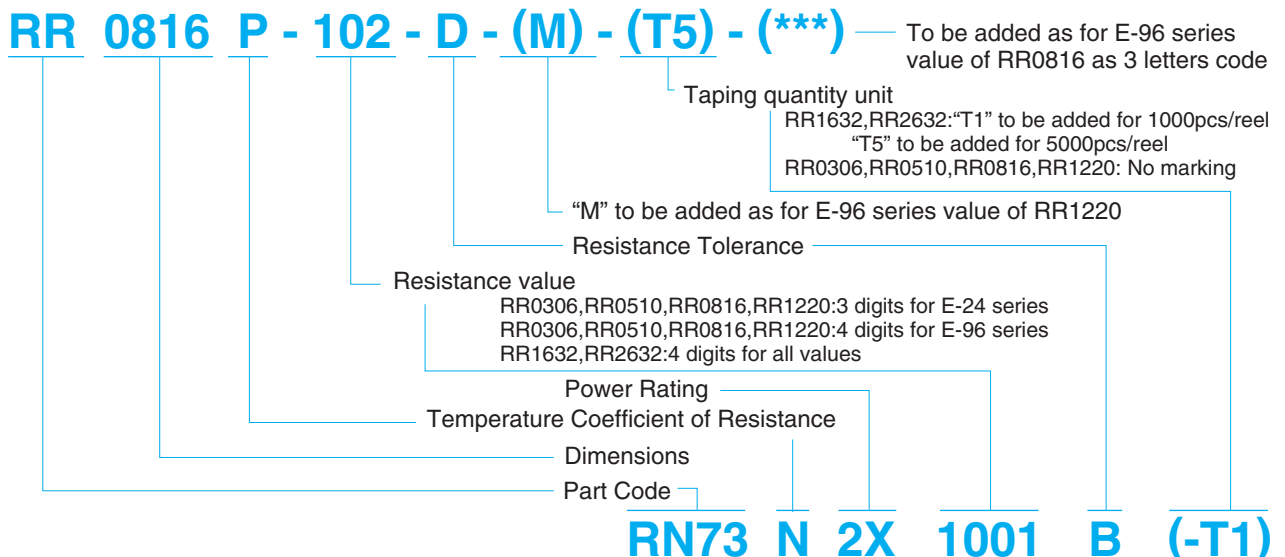 RR 0816 P - 102 - D - (M) - (T5) - (***)
To be added as for E-96 series
value of RR0816 as 3 letters code
Taping quantity unit
RR1632,RR2632:“T1” to be added for 1000pcs/reel
“T5” to be added for 5000pcs/reel
RR0306,RR0510,RR0816,RR1220: No marking
“M” to be added as for E-96 series value of RR1220
Resistance Tolerance
Resistance value
RR0306,RR0510,RR0816,RR1220:3 digits for E-24 series
RR0306,RR0510,RR0816,RR1220:4 digits for E-96 series
RR1632,RR2632:4 digits for all values
Power Rating
Temperature Coefficient of Resistance
Dimensions
Part Code
RN73 N 2X 1001 B (-T1)